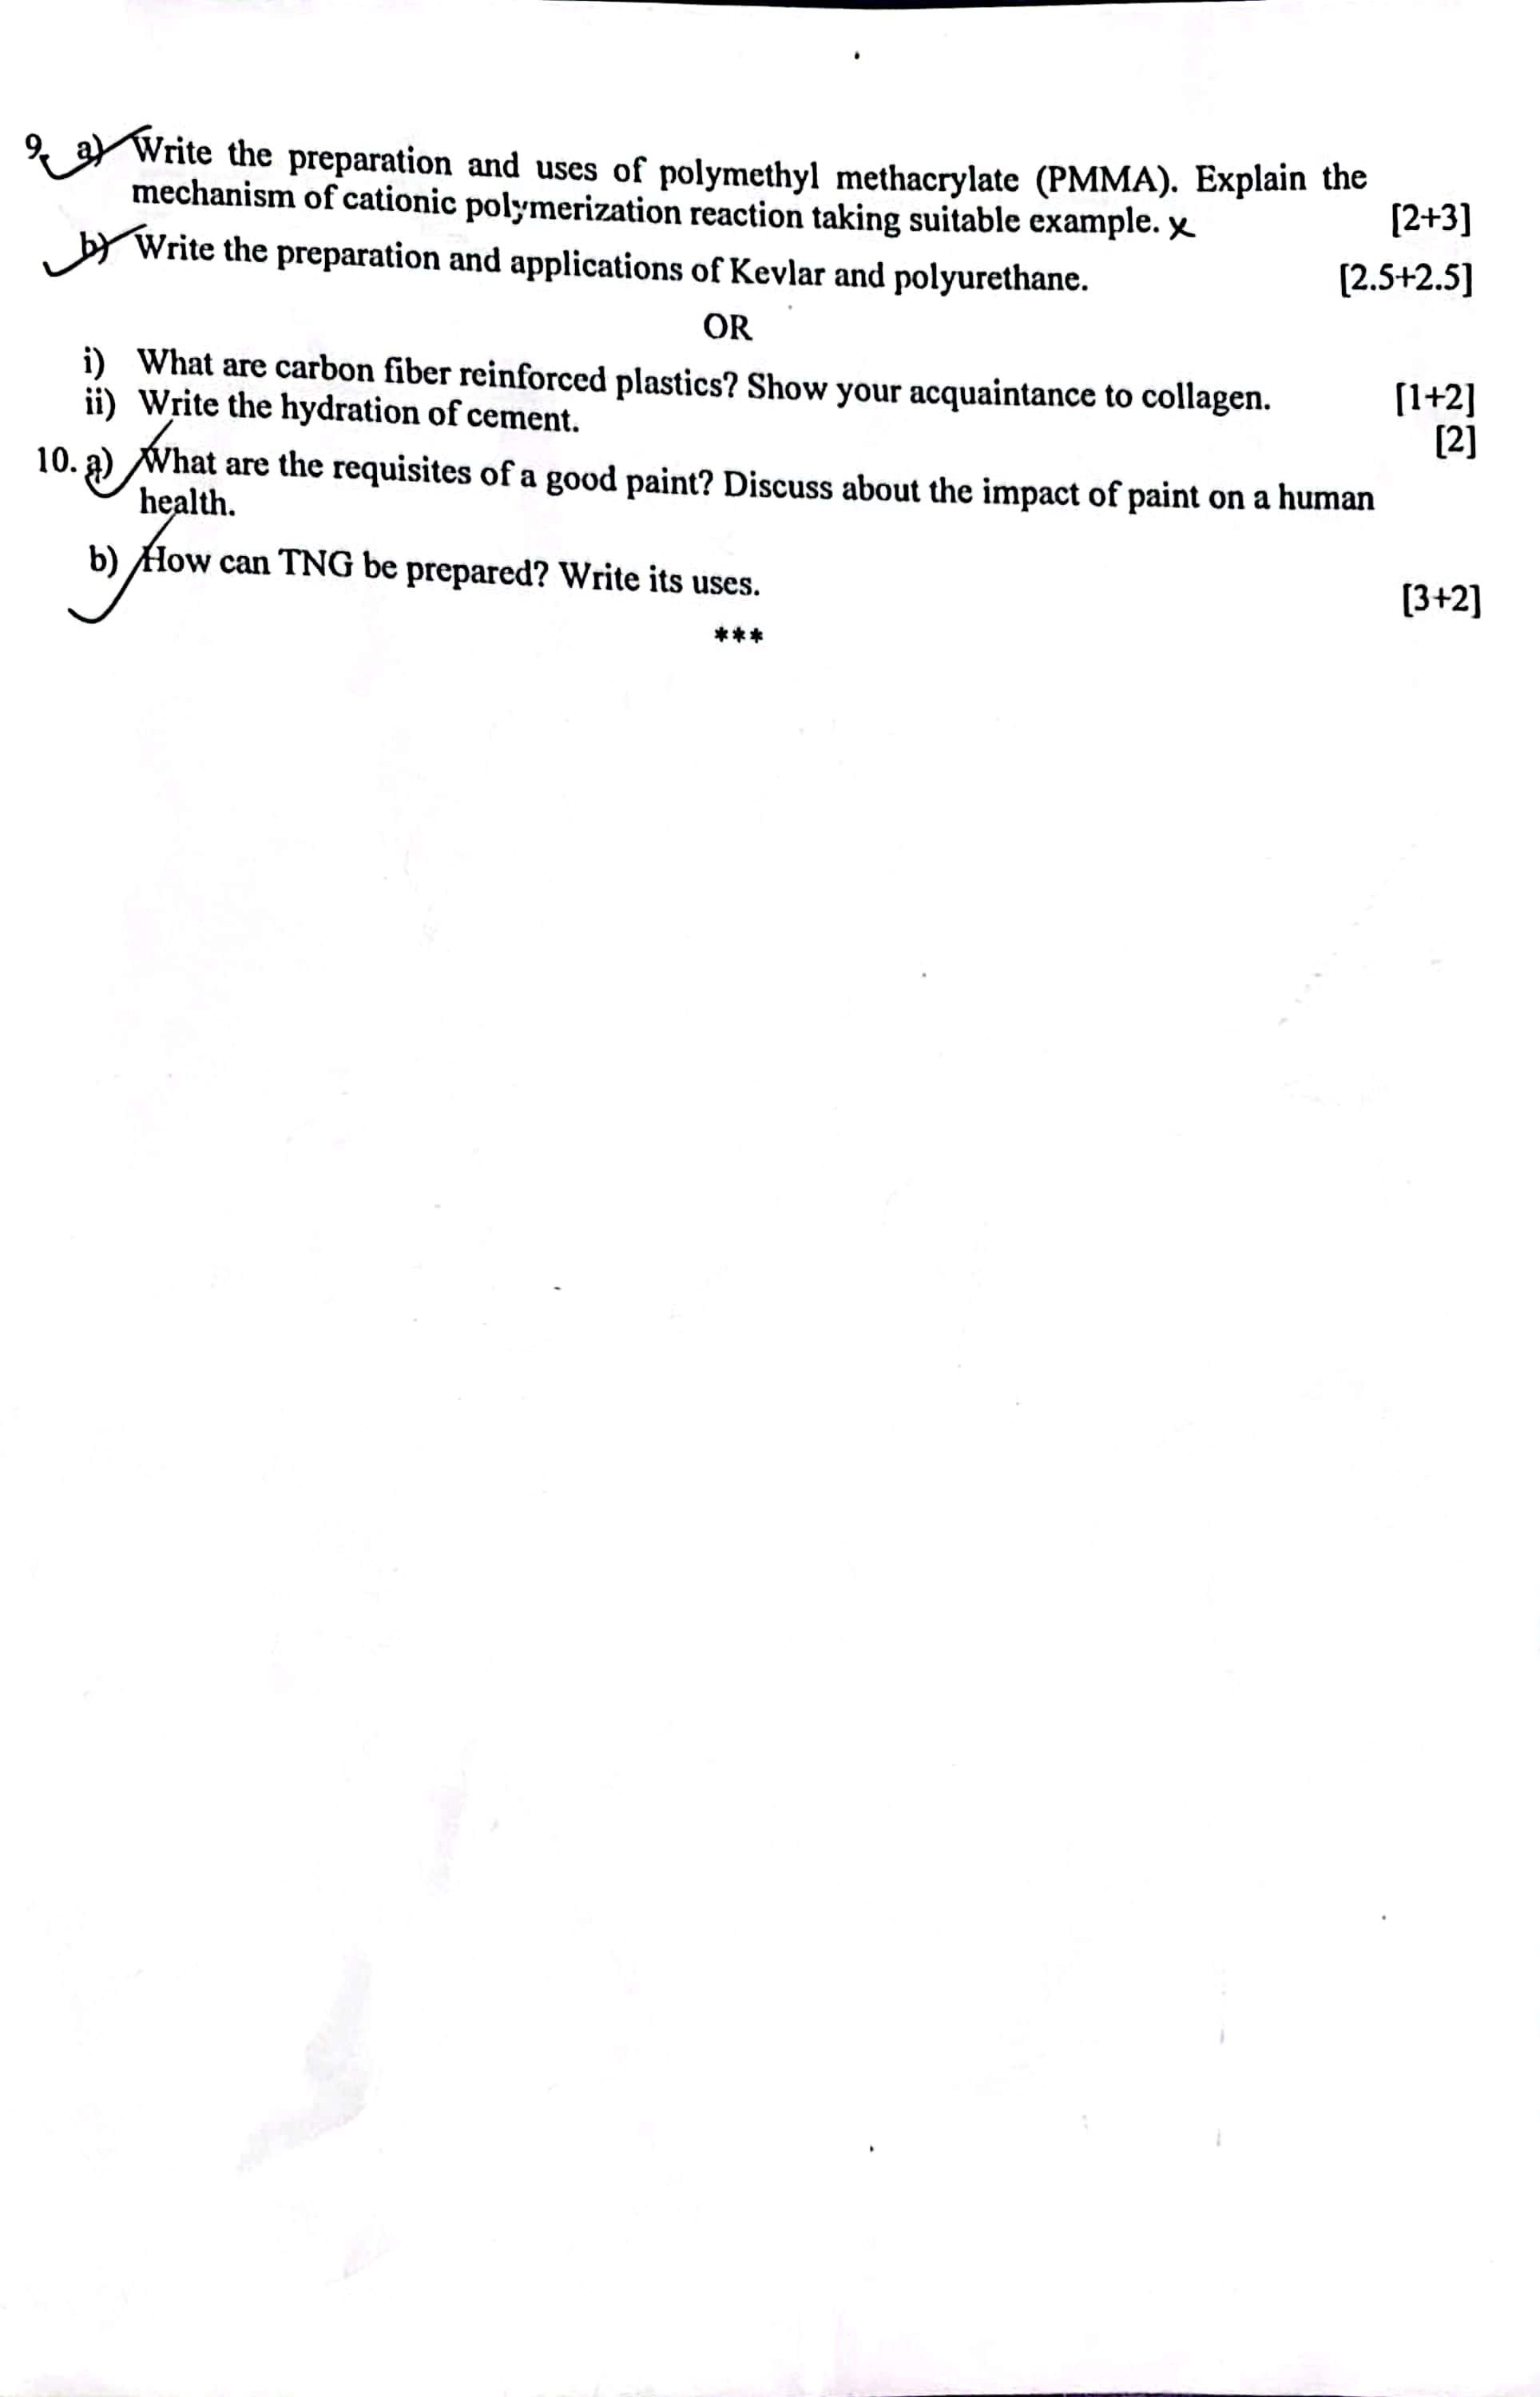 9. a) Write the preparation and uses of polymethyl methacrylate (PMMA). Explain the
mechanism of cationic polymerization reaction taking suitable example. x [2+3]
b) Write the preparation and applications of Kevlar and polyurethane. [2.5+2.5]
OR
i) What are carbon fiber reinforced plastics? Show your acquaintance to collagen. [1+2]
ii) Write the hydration of cement. [2]
10. a) What are the requisites of a good paint? Discuss about the impact of paint on a human
health.
b) How can TNG be prepared? Write its uses. [3+2]
***